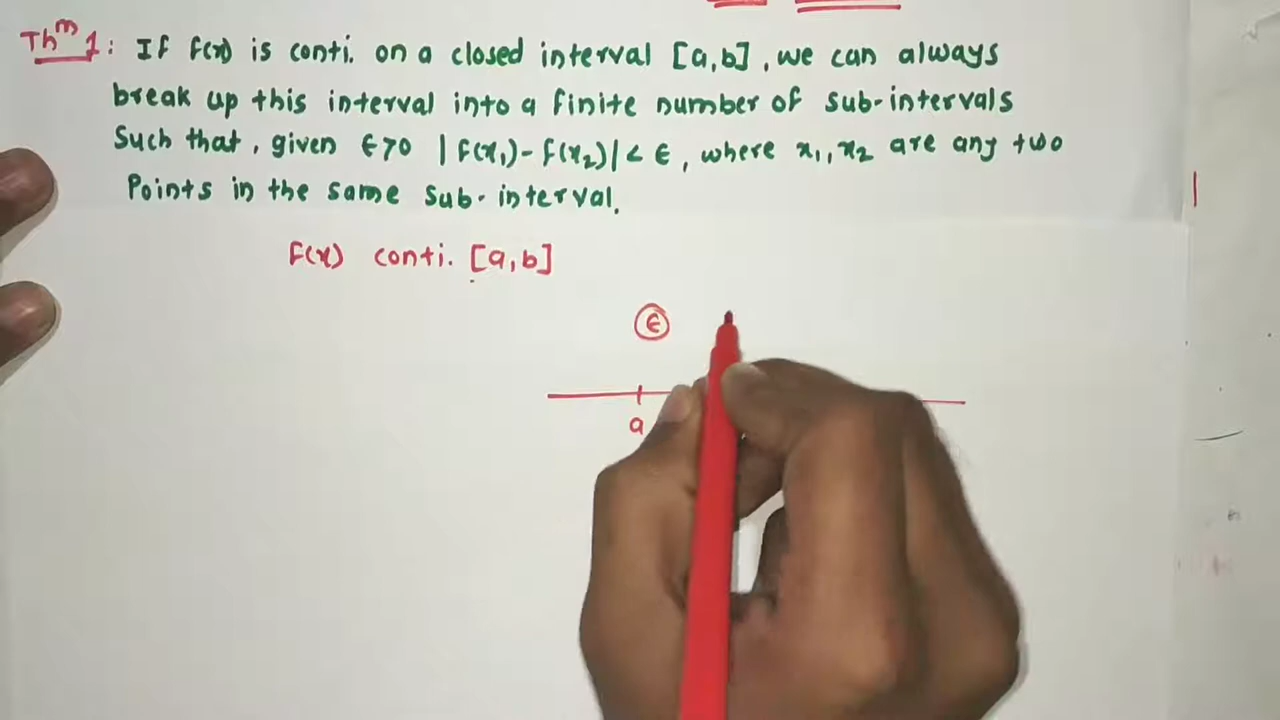 Thm 1: If f(x) is conti. on a closed interval [a,b], we can always
break up this interval into a finite number of sub-intervals
Such that, given ϵ>0 |f(x1)-f(x2)|<ϵ, where x1,x2 are any two
Points in the same sub-interval.
f(x) conti. [a,b]
ϵ
a